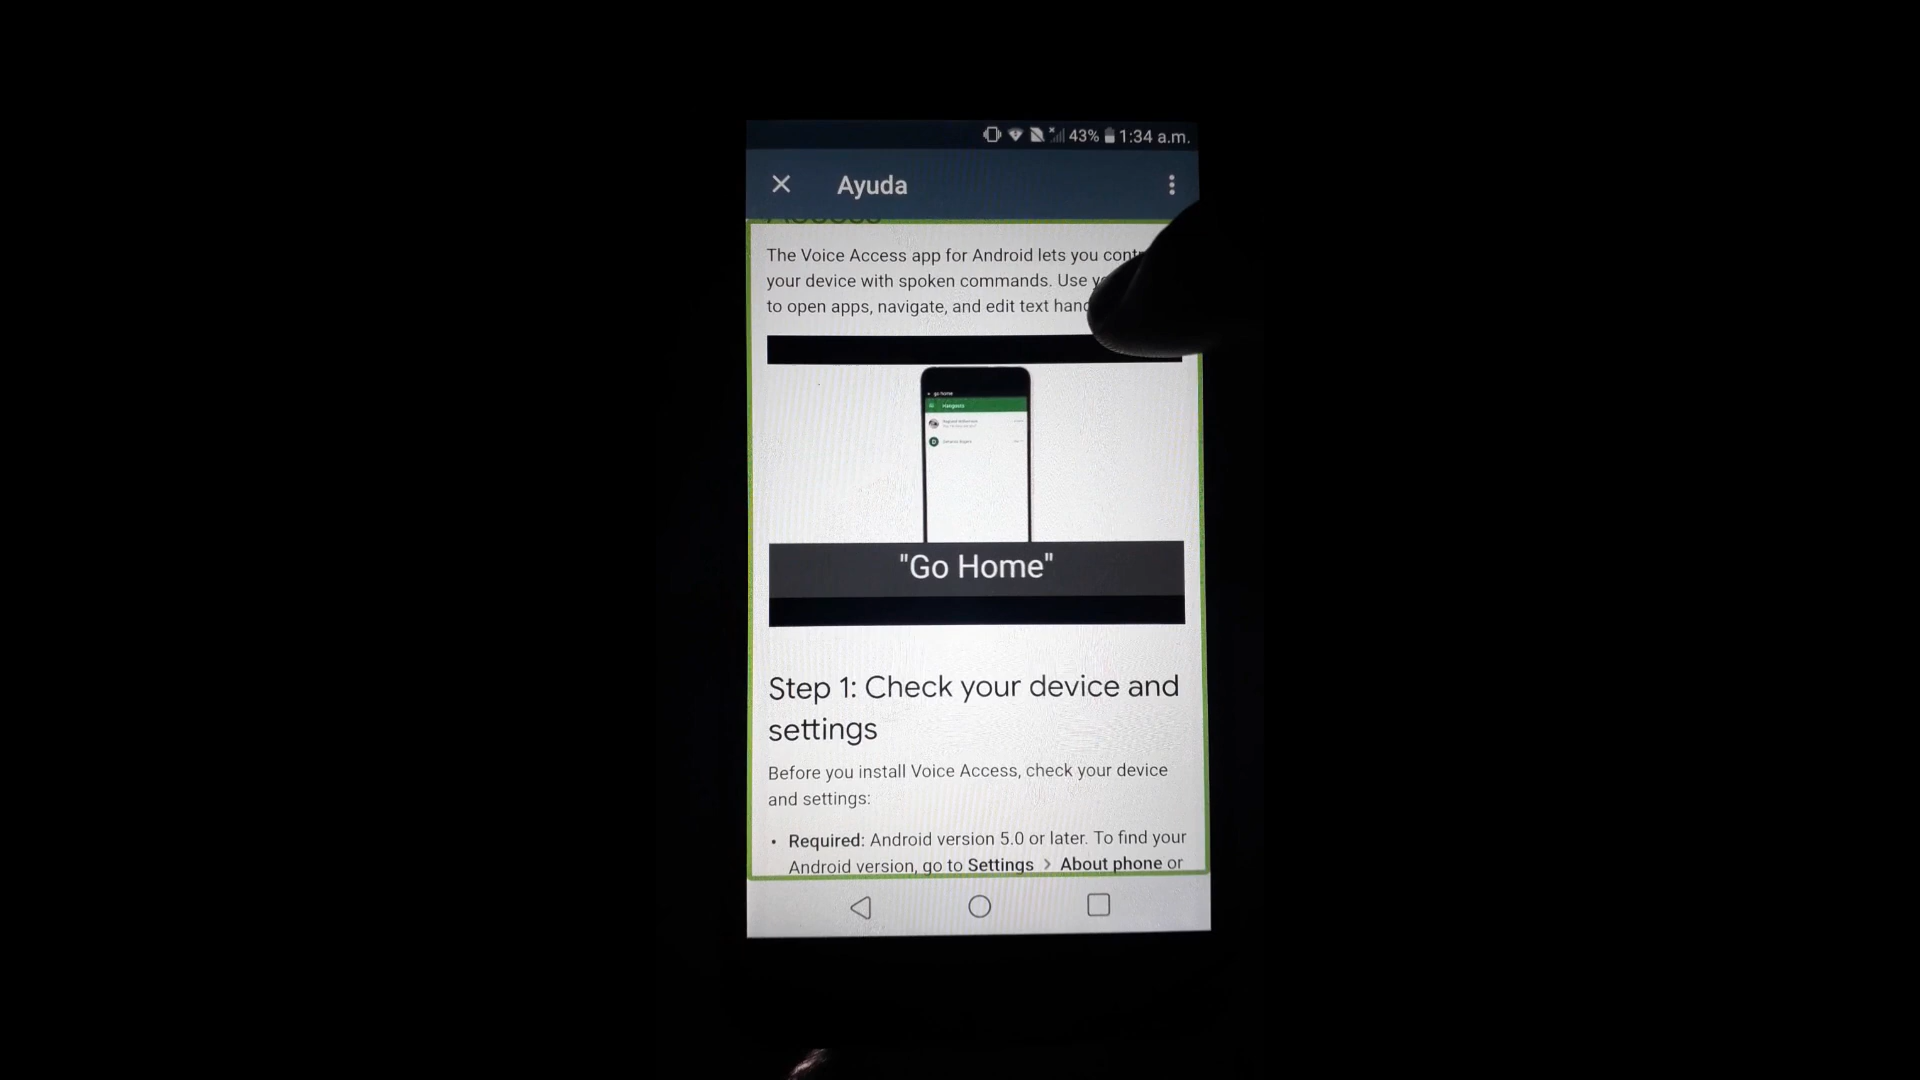 43% 1:34 a.m.
Ayuda
The Voice Access app for Android lets you
your device with spoken commands. Use
to open apps, navigate, and edit text
go home
Hangouts
"Go Home"
Step 1: Check your device and
settings
Before you install Voice Access, check your device
and settings:
• Required: Android version 5.0 or later. To find your
Android version, go to Settings > About phone or